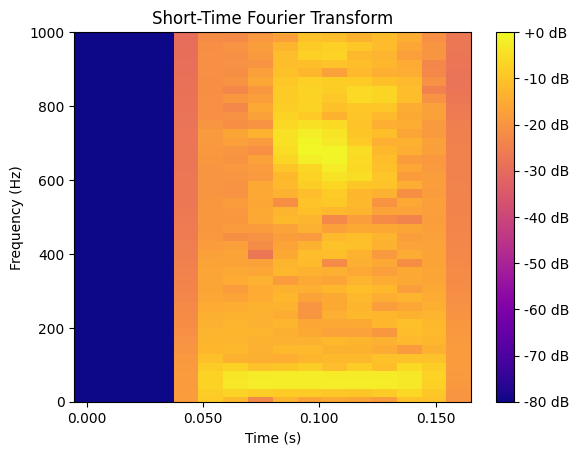 Short-Time Fourier Transform
1000
800
600
400
200
0
Frequency (Hz)
0.000
0.050
0.100
0.150
Time (s)
+0 dB
-10 dB
-20 dB
-30 dB
-40 dB
-50 dB
-60 dB
-70 dB
-80 dB